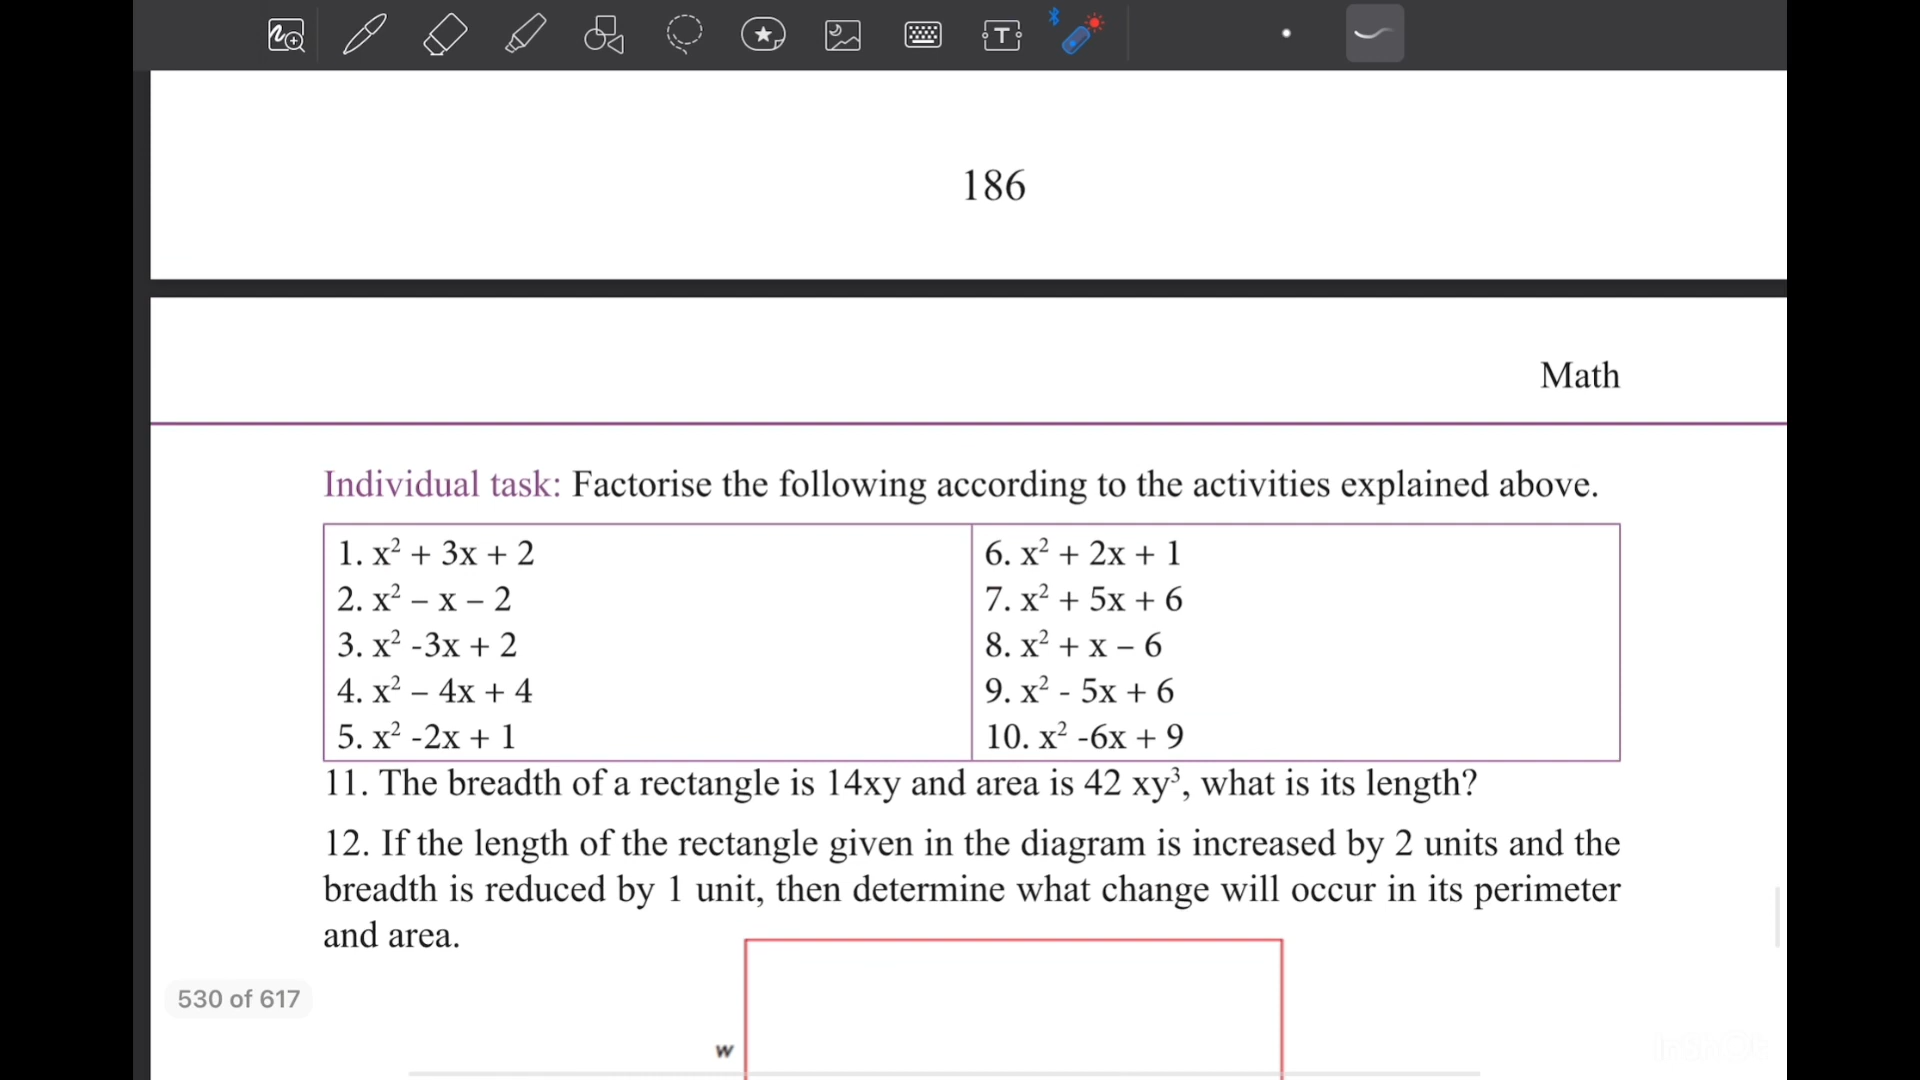 186
Math
Individual task: Factorise the following according to the activities explained above.
1. x² + 3x + 2
2. x² – x – 2
3. x² -3x + 2
4. x² – 4x + 4
5. x² -2x + 1
6. x² + 2x + 1
7. x² + 5x + 6
8. x² + x – 6
9. x² - 5x + 6
10. x² -6x + 9
11. The breadth of a rectangle is 14xy and area is 42 xy³, what is its length?
12. If the length of the rectangle given in the diagram is increased by 2 units and the
breadth is reduced by 1 unit, then determine what change will occur in its perimeter
and area.
530 of 617
w